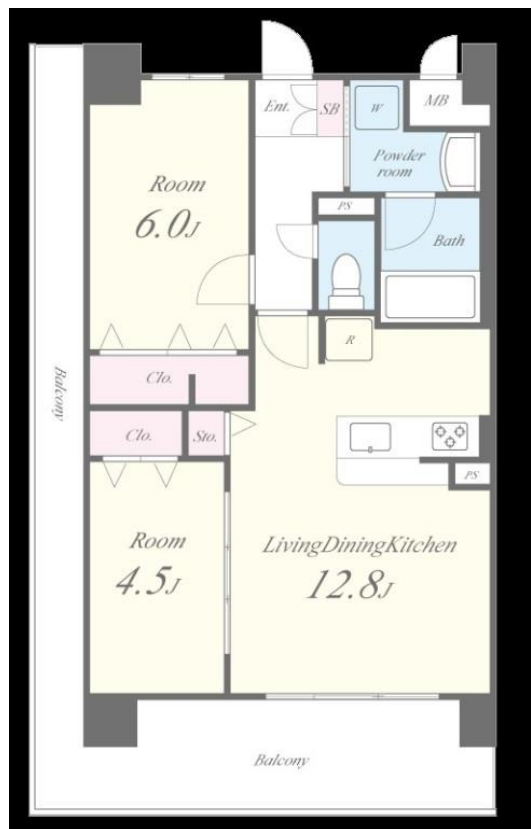 Ent.
SB
W
MB
Powder
room
Room
6.0J
PS
Bath
Clo.
R
Balcony
Clo.
Sto.
PS
Room
4.5J
LivingDiningKitchen
12.8J
Balcony